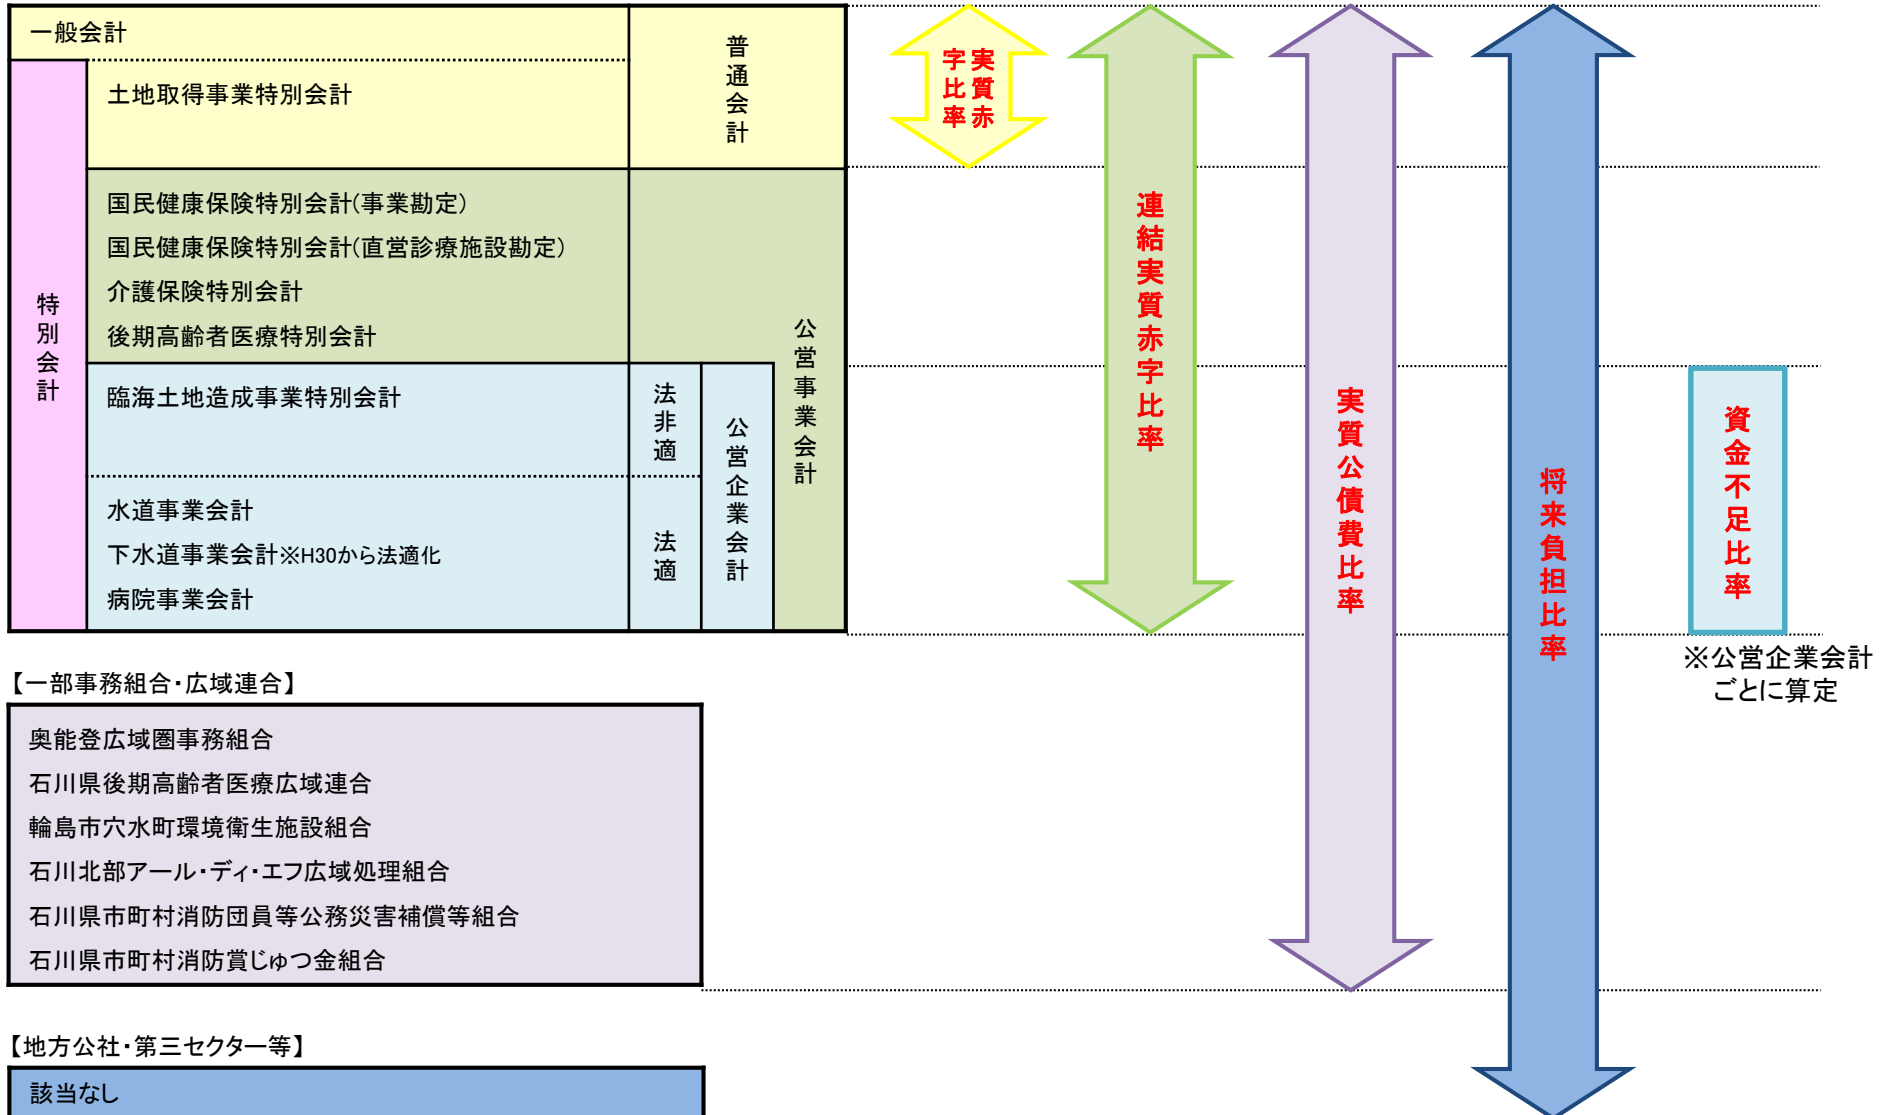 一般会計
土地取得事業特別会計
普通会計
特別会計
国民健康保険特別会計(事業勘定)
国民健康保険特別会計(直営診療施設勘定)
介護保険特別会計
後期高齢者医療特別会計
公営事業会計
臨海土地造成事業特別会計
法非適
公営企業会計
水道事業会計
下水道事業会計※H30から法適化
病院事業会計
法適
実質赤
字比率
連結実質赤字比率
実質公債費比率
将来負担比率
資金不足比率
※公営企業会計
ごとに算定
【一部事務組合・広域連合】
奥能登広域圏事務組合
石川県後期高齢者医療広域連合
輪島市穴水町環境衛生施設組合
石川北部アール・ディ・エフ広域処理組合
石川県市町村消防団員等公務災害補償等組合
石川県市町村消防賞じゅつ金組合
【地方公社・第三セクター等】
該当なし